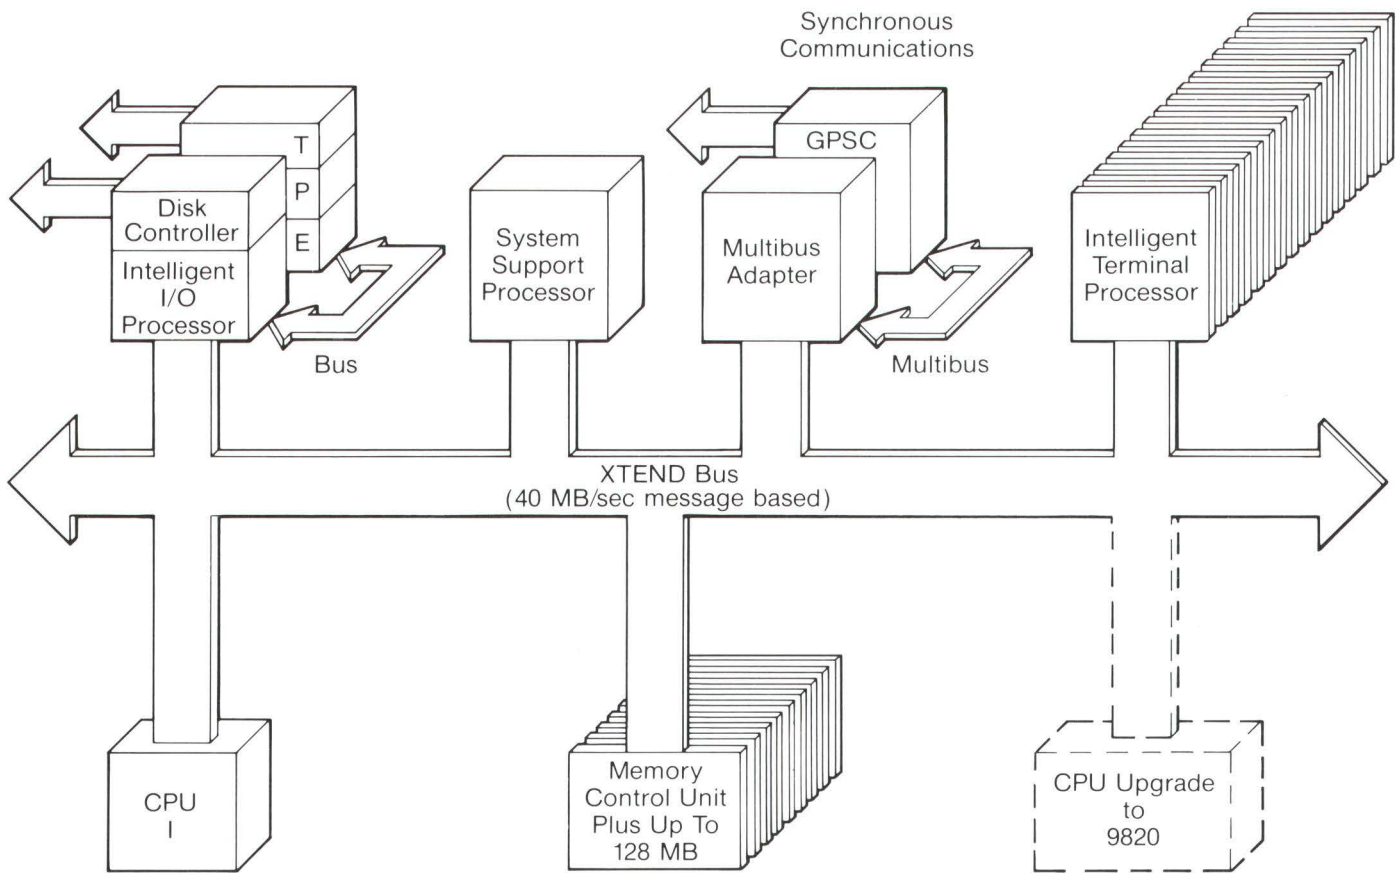 Synchronous
Communications
T
P
E
Disk
Controller
Intelligent
I/O
Processor
Bus
System
Support
Processor
GPSC
Multibus
Adapter
Multibus
Intelligent
Terminal
Processor
XTEND Bus
(40 MB/sec message based)
CPU
I
Memory
Control Unit
Plus Up To
128 MB
CPU Upgrade
to
9820